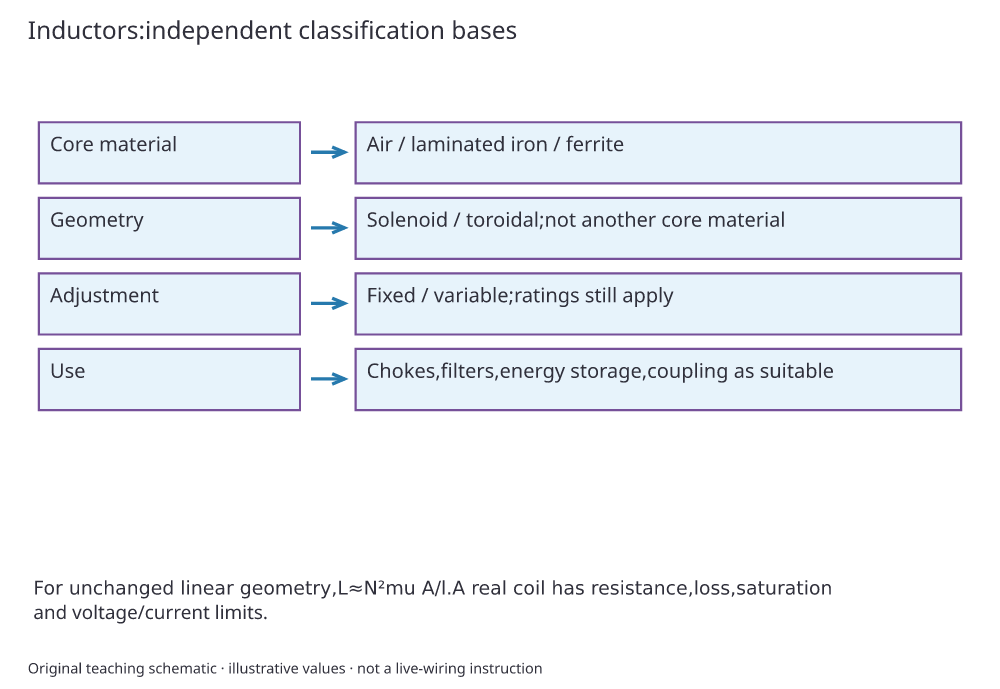 Inductors:independent classification bases
Core material
Air / laminated iron / ferrite
Geometry
Solenoid / toroidal;not another core material
Adjustment
Fixed / variable;ratings still apply
Use
Chokes,filters,energy storage,coupling as suitable
For unchanged linear geometry,L≈N²mu A/l.A real coil has resistance,loss,saturation
and voltage/current limits.
Original teaching schematic · illustrative values · not a live-wiring instruction